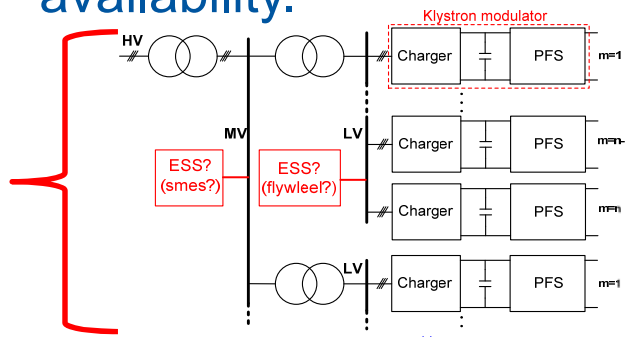 availability.
Klystron modulator
HV
Charger
PFS
m=1
MV
LV
ESS?
(smes?)
ESS?
(flywleel?)
Charger
PFS
m=n-
Charger
PFS
m=n
LV
Charger
PFS
m=1